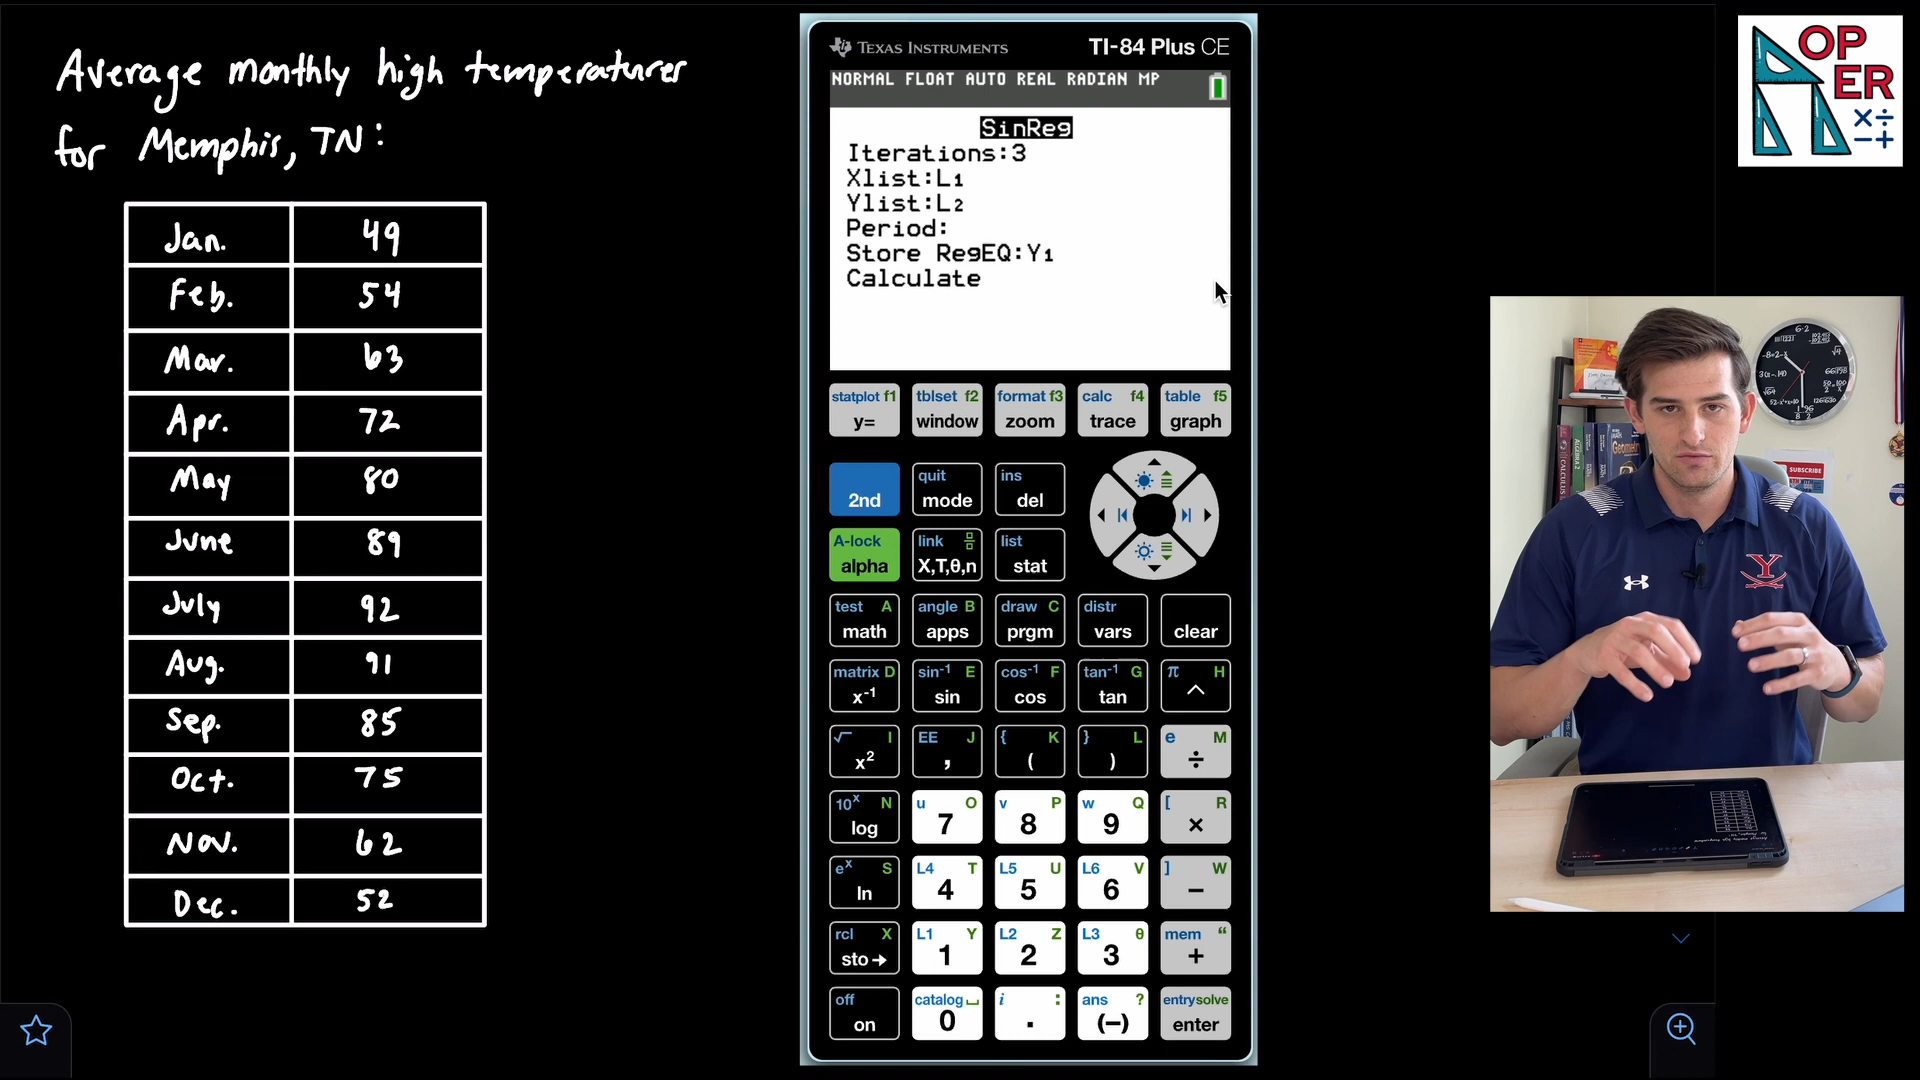 Average monthly high temperatures
for Memphis, TN:
Jan. 49
Feb. 54
Mar. 63
Apr. 72
May 80
June 89
July 92
Aug. 91
Sep. 85
Oct. 75
Nov. 62
Dec. 52
TEXAS INSTRUMENTS TI-84 Plus CE
NORMAL FLOAT AUTO REAL RADIAN MP
SinReg
Iterations:3
Xlist:L1
Ylist:L2
Period:
Store RegEQ:Y1
Calculate
statplot f1 tblset f2 format f3 calc f4 table f5
y= window zoom trace graph
quit ins
2nd mode del
A-lock link list
alpha X,T,θ,n stat
test A angle B draw C distr
math apps prgm vars clear
matrix D sin⁻¹ E cos⁻¹ F tan⁻¹ G π H
x⁻¹ sin cos tan ^
√ I EE J { K } L e M
x² , ( ) ÷
10ˣ N u O v P w Q [ R
log 7 8 9 ×
eˣ S L4 T L5 U L6 V ] W
ln 4 5 6 −
rcl X L1 Y L2 Z L3 θ mem “
sto→ 1 2 3 +
off catalog ⎵ i : ans ? entry solve
on 0 . (−) enter
OP
ER
×÷
−+
SUBSCRIBE
Geometry
Y